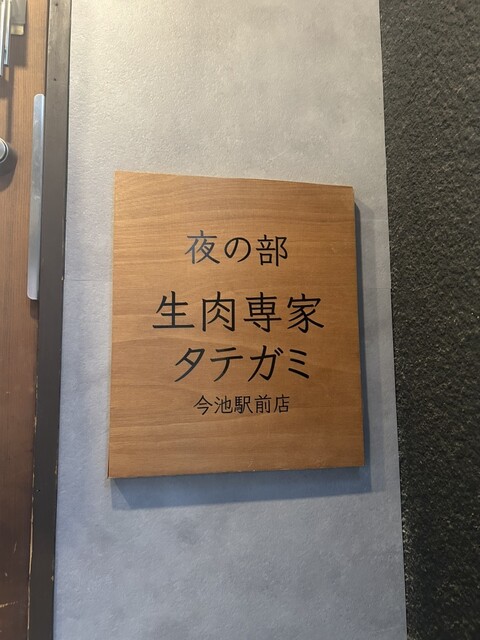 夜の部
生肉専家
タテガミ
今池駅前店